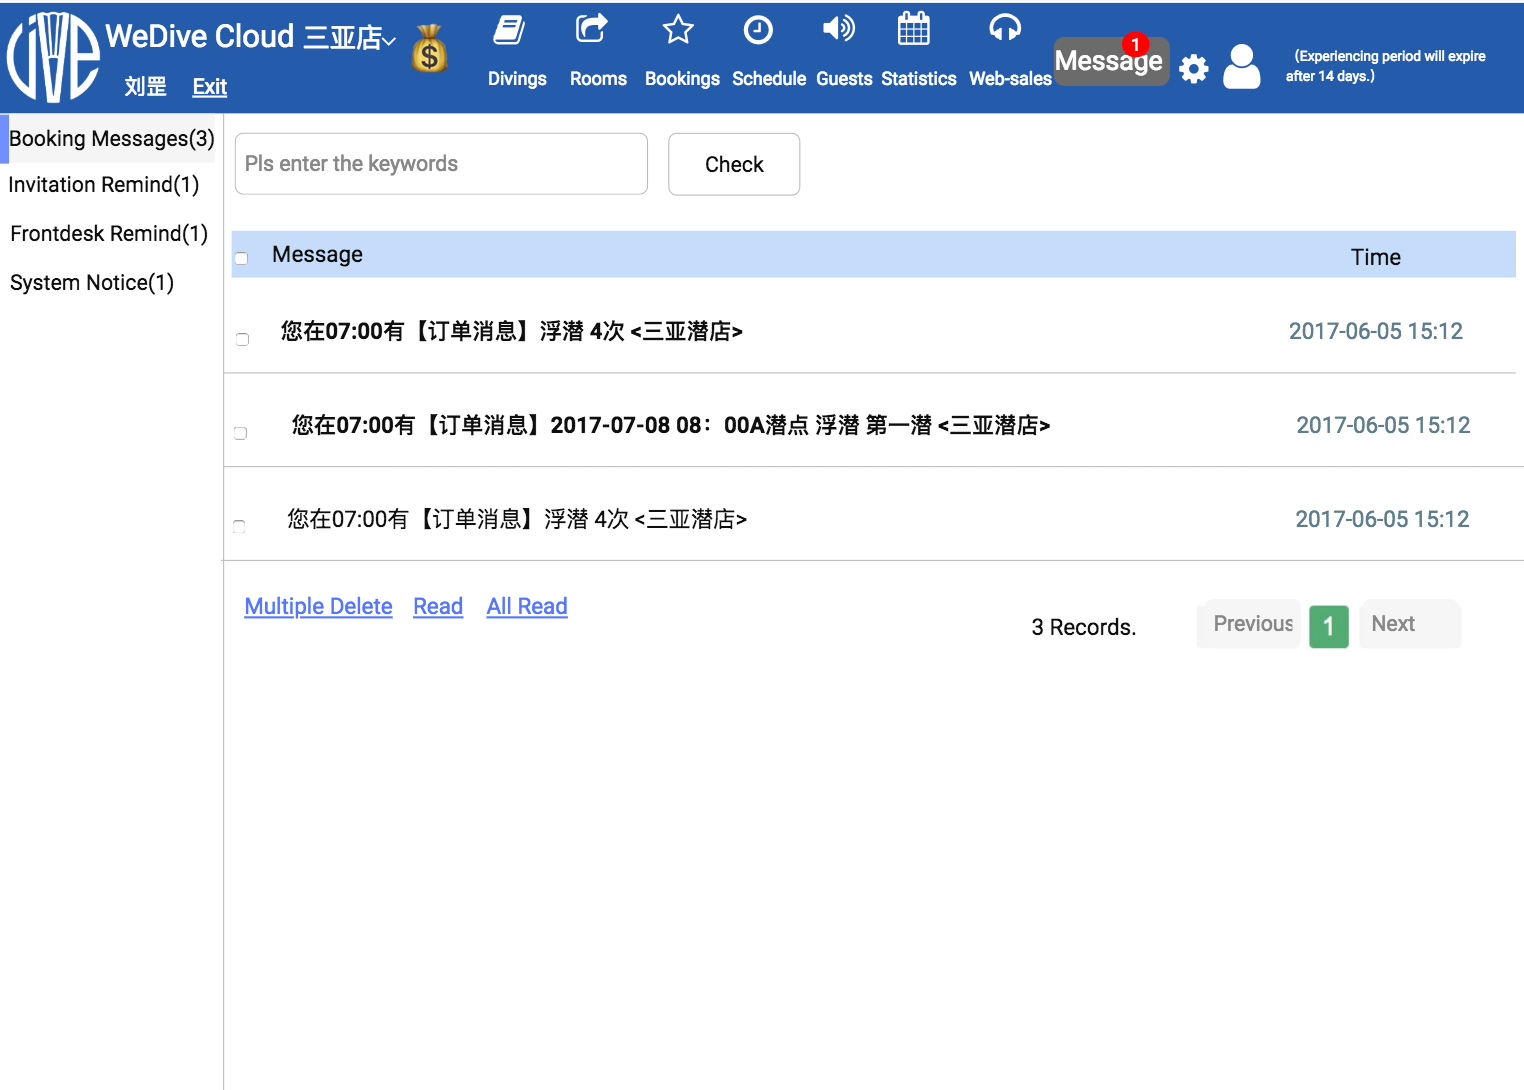 WeDive Cloud 三亚店
刘罡 Exit
Divings Rooms Bookings Schedule Guests Statistics Web-sales Message 1
(Experiencing period will expire
after 14 days.)
Booking Messages(3)
Invitation Remind(1)
Frontdesk Remind(1)
System Notice(1)
Pls enter the keywords Check
Message Time
您在07:00有【订单消息】浮潜 4次 <三亚潜店> 2017-06-05 15:12
您在07:00有【订单消息】2017-07-08 08：00A潜点 浮潜 第一潜 <三亚潜店> 2017-06-05 15:12
您在07:00有【订单消息】浮潜 4次 <三亚潜店> 2017-06-05 15:12
Multiple Delete Read All Read
3 Records. Previous 1 Next